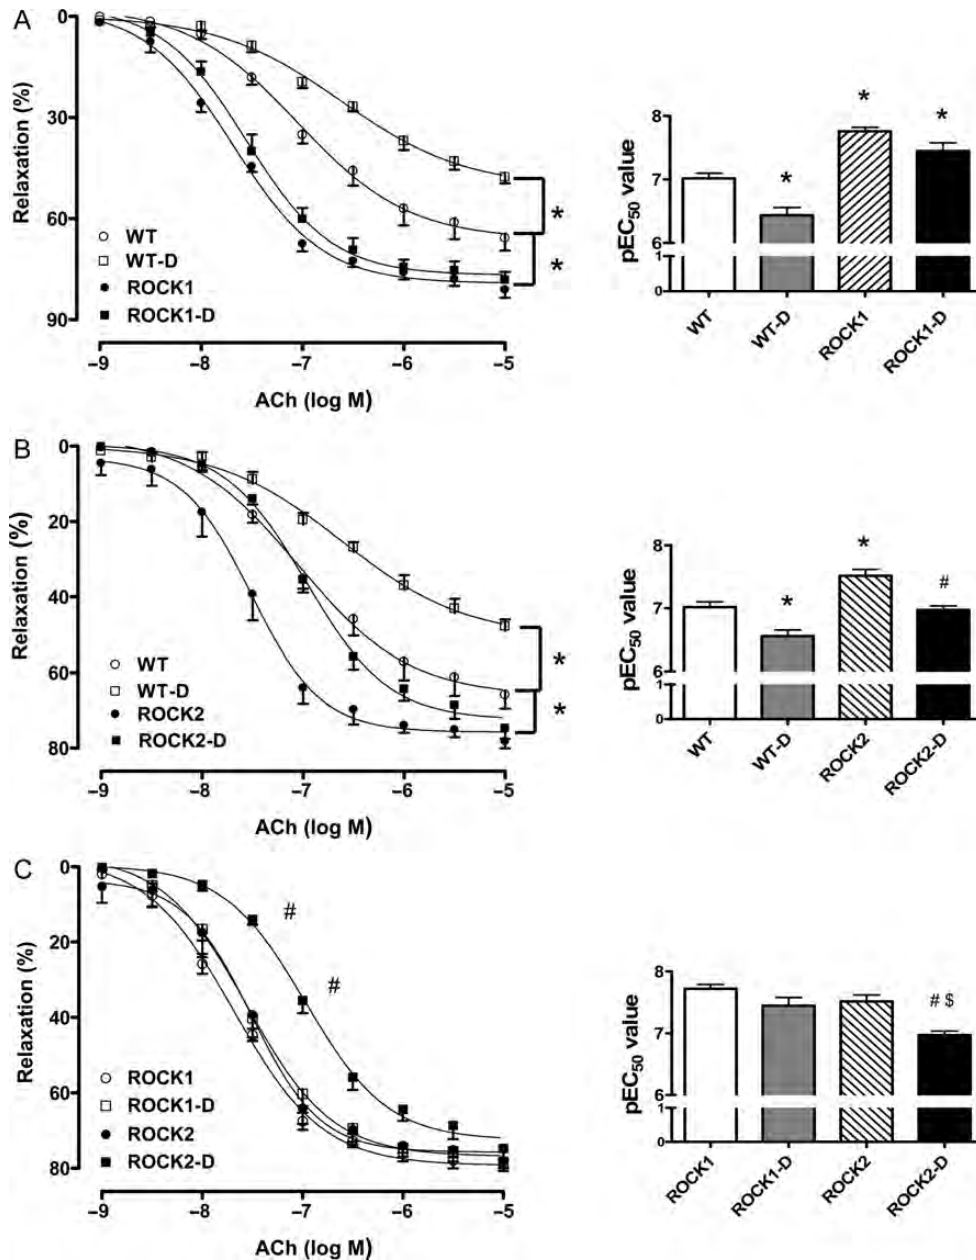 A
Relaxation (%)
0
30
60
90
WT
WT-D
ROCK1
ROCK1-D
*
*
–9
–8
–7
–6
–5
ACh (log M)
pEC50 value
8
7
6
1
0
*
*
*
WT
WT-D
ROCK1
ROCK1-D
B
Relaxation (%)
0
20
40
60
80
WT
WT-D
ROCK2
ROCK2-D
*
*
–9
–8
–7
–6
–5
ACh (log M)
pEC50 value
8
7
6
1
0
*
*
#
WT
WT-D
ROCK2
ROCK2-D
C
Relaxation (%)
0
20
40
60
80
#
#
ROCK1
ROCK1-D
ROCK2
ROCK2-D
–9
–8
–7
–6
–5
ACh (log M)
pEC50 value
8
7
6
1
0
# $
ROCK1
ROCK1-D
ROCK2
ROCK2-D